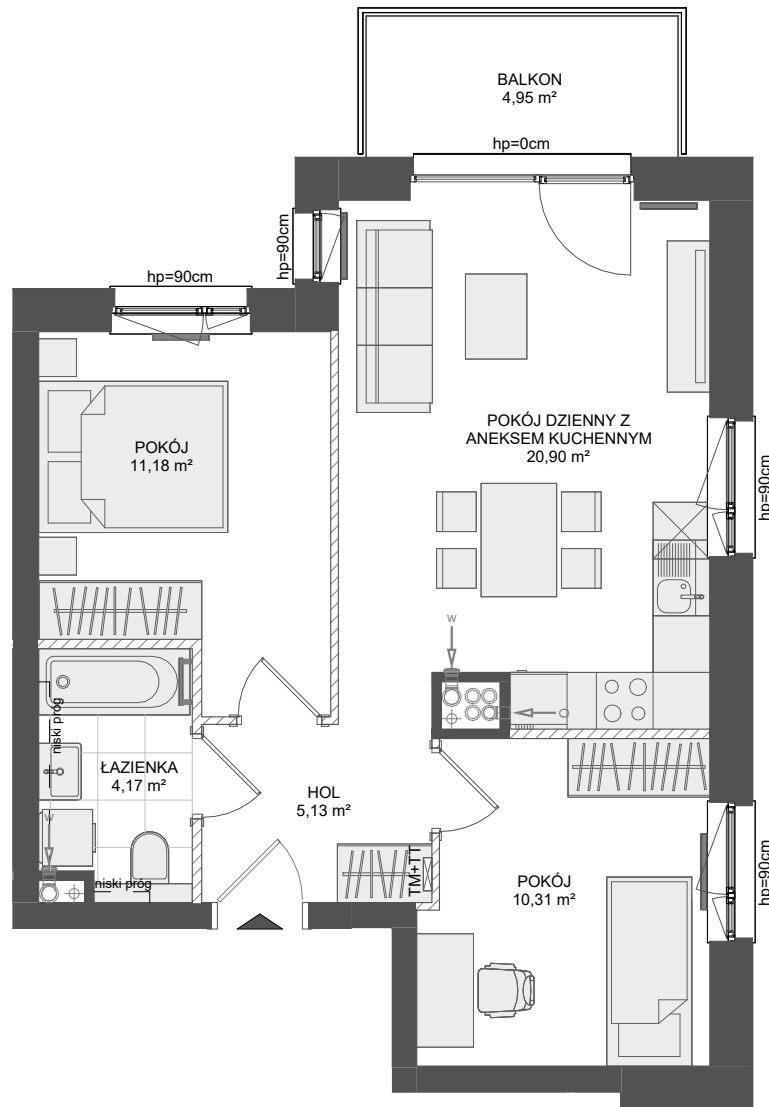 BALKON
4,95 m²
hp=0cm
hp=90cm
hp=90cm
POKÓJ DZIENNY Z
ANEKSEM KUCHENNYM
20,90 m²
POKÓJ
11,18 m²
hp=90cm
W
niski próg
ŁAZIENKA
4,17 m²
HOL
5,13 m²
O
W
niski próg
TM+TT
POKÓJ
10,31 m²
hp=90cm